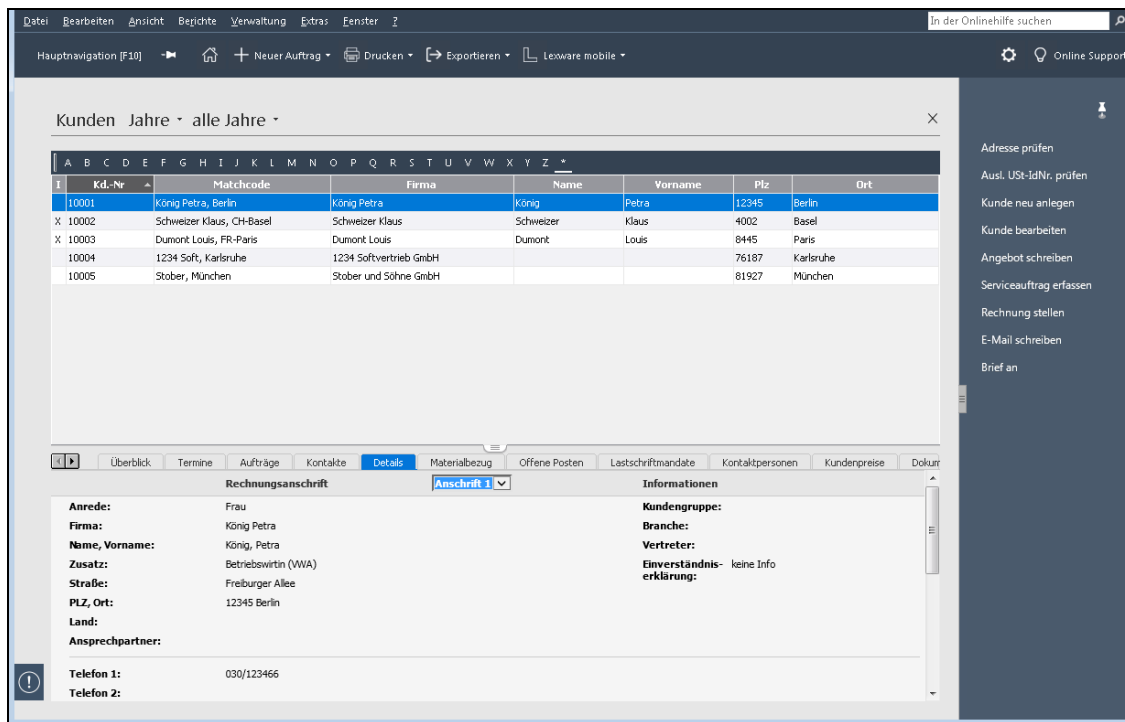 Datei Bearbeiten Ansicht Berichte Verwaltung Extras Fenster ? In der Onlinehilfe suchen
Hauptnavigation [F10] Neuer Auftrag Drucken Exportieren Lexware mobile Online Support
Kunden Jahre alle Jahre
A B C D E F G H I J K L M N O P Q R S T U V W X Y Z *
I Kd.-Nr Matchcode Firma Name Vorname Plz Ort
10001 König Petra, Berlin König Petra König Petra 12345 Berlin
X 10002 Schweizer Klaus, CH-Basel Schweizer Klaus Schweizer Klaus 4002 Basel
X 10003 Dumont Louis, FR-Paris Dumont Louis Dumont Louis 8445 Paris
10004 1234 Soft, Karlsruhe 1234 Softvertrieb GmbH 76187 Karlsruhe
10005 Stober, München Stober und Söhne GmbH 81927 München
Überblick Termine Aufträge Kontakte Details Materialbezug Offene Posten Lastschriftmandate Kontaktpersonen Kundenpreise Dokum
Rechnungsanschrift Anschrift 1 Informationen
Anrede: Frau Kundengruppe:
Firma: König Petra Branche:
Name, Vorname: König, Petra Vertreter:
Zusatz: Betriebswirtin (VWA) Einverständnis- keine Info
erklärung:
Straße: Freiburger Allee
PLZ, Ort: 12345 Berlin
Land:
Ansprechpartner:
Telefon 1: 030/123466
Telefon 2:
Adresse prüfen
Ausl. USt-IdNr. prüfen
Kunde neu anlegen
Kunde bearbeiten
Angebot schreiben
Serviceauftrag erfassen
Rechnung stellen
E-Mail schreiben
Brief an